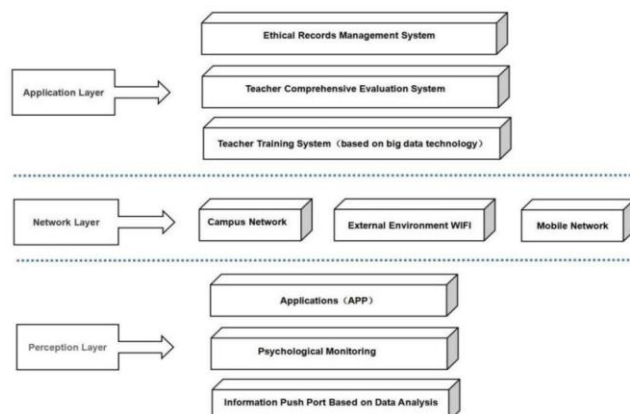 Ethical Records Management System
Application Layer
Teacher Comprehensive Evaluation System
Teacher Training System（based on big data technology）
Network Layer
Campus Network
External Environment WIFI
Mobile Network
Applications（APP）
Perception Layer
Psychological Monitoring
Information Push Port Based on Data Analysis